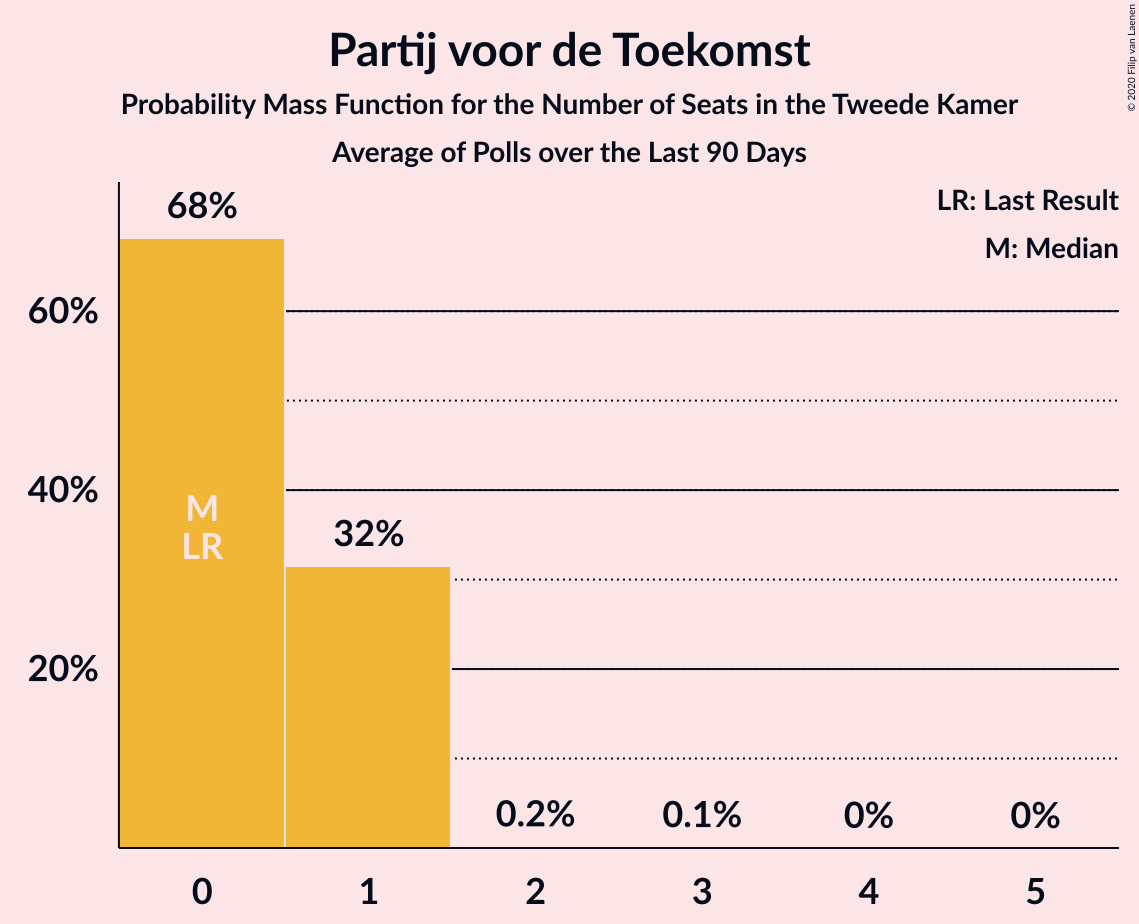 Partij voor de Toekomst
Probability Mass Function for the Number of Seats in the Tweede Kamer
Average of Polls over the Last 90 Days
© 2020 Filip van Laenen
LR: Last Result
M: Median
68%
60%
40%
20%
M
LR
32%
0.2%
0.1%
0%
0%
0
1
2
3
4
5